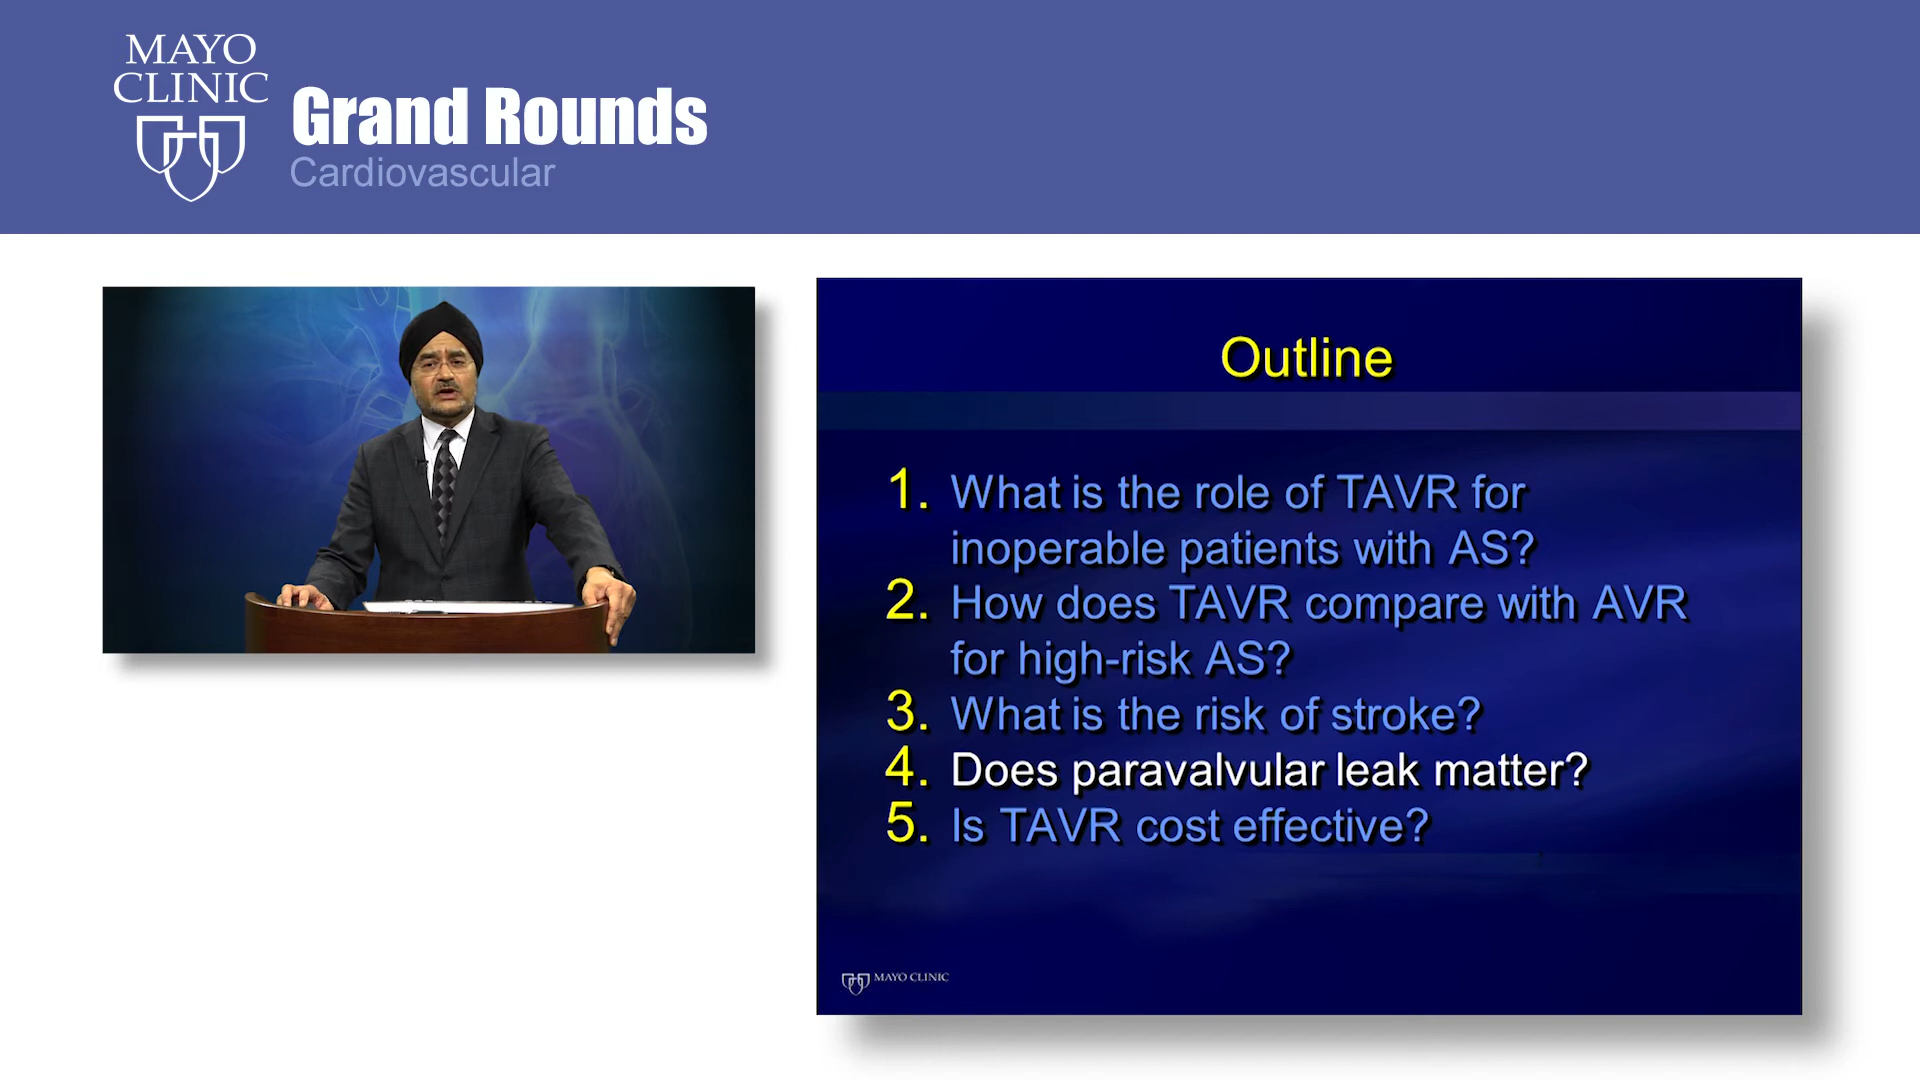 MAYO
CLINIC
Grand Rounds
Cardiovascular
Outline
1. What is the role of TAVR for
inoperable patients with AS?
2. How does TAVR compare with AVR
for high-risk AS?
3. What is the risk of stroke?
4. Does paravalvular leak matter?
5. Is TAVR cost effective?
MAYO CLINIC